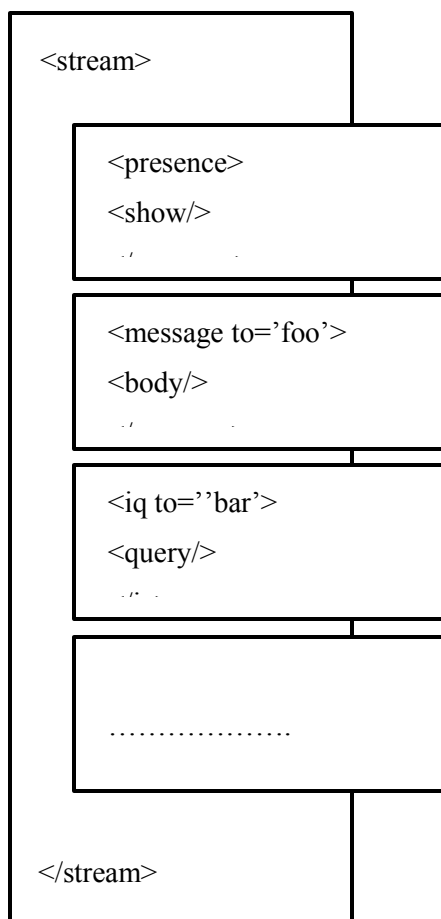 <stream>
<presence>
<show/>
<message to=’foo’>
<body/>
<iq to=’’bar’>
<query/>
……………….
</stream>